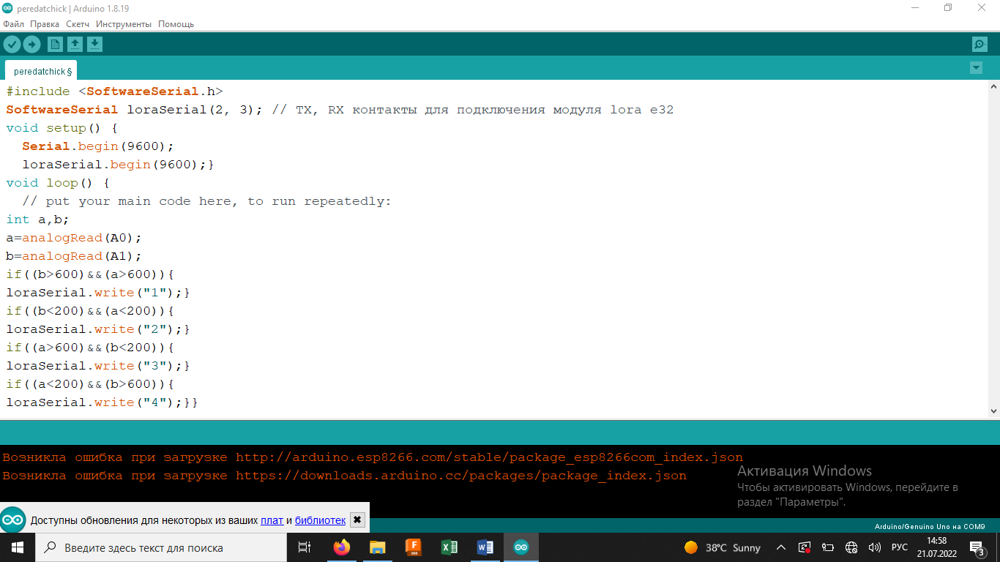 peredatchick | Arduino 1.8.19
Файл Правка Скетч Инструменты Помощь
peredatchick §
#include <SoftwareSerial.h>
SoftwareSerial loraSerial(2, 3); // TX, RX контакты для подключения модуля lora e32
void setup() {
  Serial.begin(9600);
  loraSerial.begin(9600);}
void loop() {
  // put your main code here, to run repeatedly:
int a,b;
a=analogRead(A0);
b=analogRead(A1);
if((b>600)&&(a>600)){
loraSerial.write("1");}
if((b<200)&&(a<200)){
loraSerial.write("2");}
if((a>600)&&(b<200)){
loraSerial.write("3");}
if((a<200)&&(b>600)){
loraSerial.write("4");}}
Возникла ошибка при загрузке http://arduino.esp8266.com/stable/package_esp8266com_index.json
Возникла ошибка при загрузке https://downloads.arduino.cc/packages/package_index.json
Активация Windows
Чтобы активировать Windows, перейдите в
раздел "Параметры".
Доступны обновления для некоторых из ваших плат и библиотек
Arduino/Genuino Uno на COM9
Введите здесь текст для поиска
F
360
38°C Sunny
РУС
14:58
21.07.2022
3